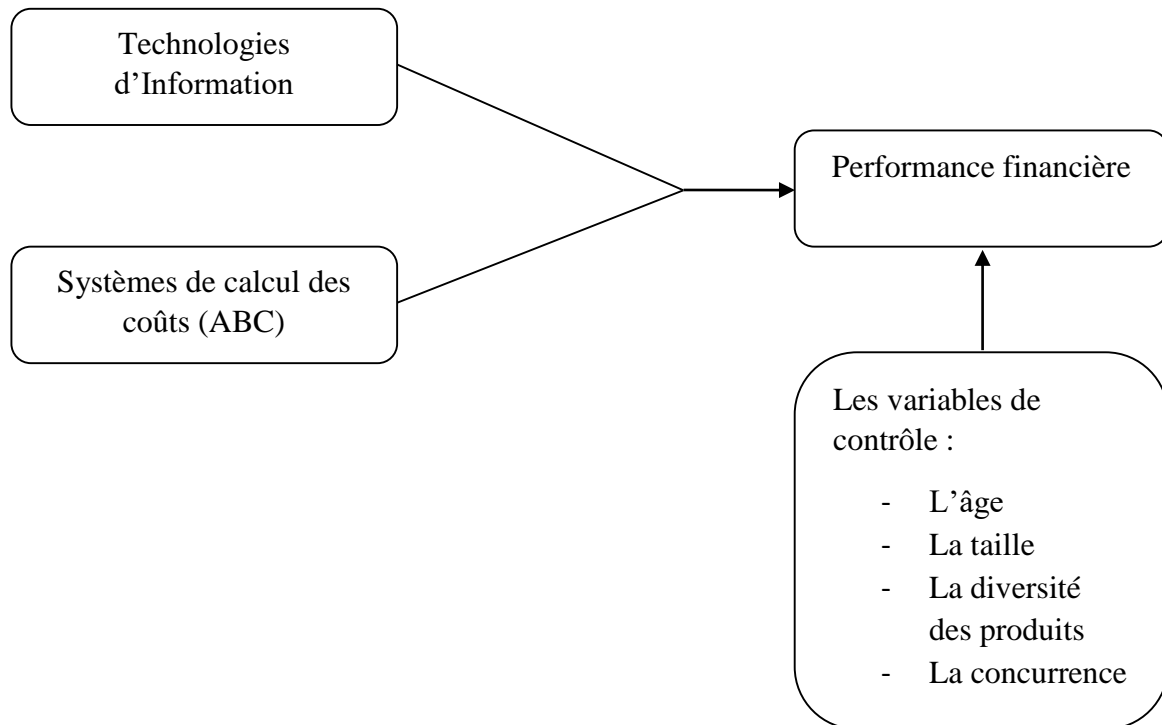 Technologies
d’Information
Performance financière
Systèmes de calcul des
coûts (ABC)
Les variables de
contrôle :
- L’âge
- La taille
- La diversité
des produits
- La concurrence